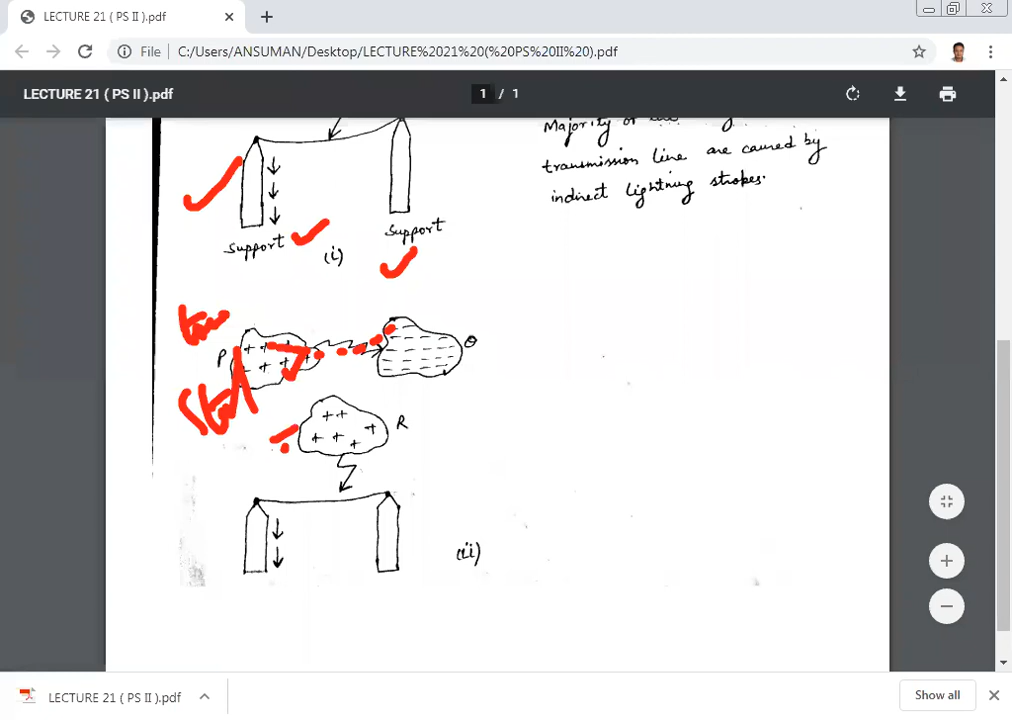 LECTURE 21 ( PS II ).pdf
File C:/Users/ANSUMAN/Desktop/LECTURE%2021%20(%20PS%20II%20).pdf
LECTURE 21 ( PS II ).pdf
1 / 1
Majority of
transmission line are caused by
indirect lightning strokes.
Support
(i)
Support
P
Q
R
(ii)
LECTURE 21 ( PS II ).pdf
Show all